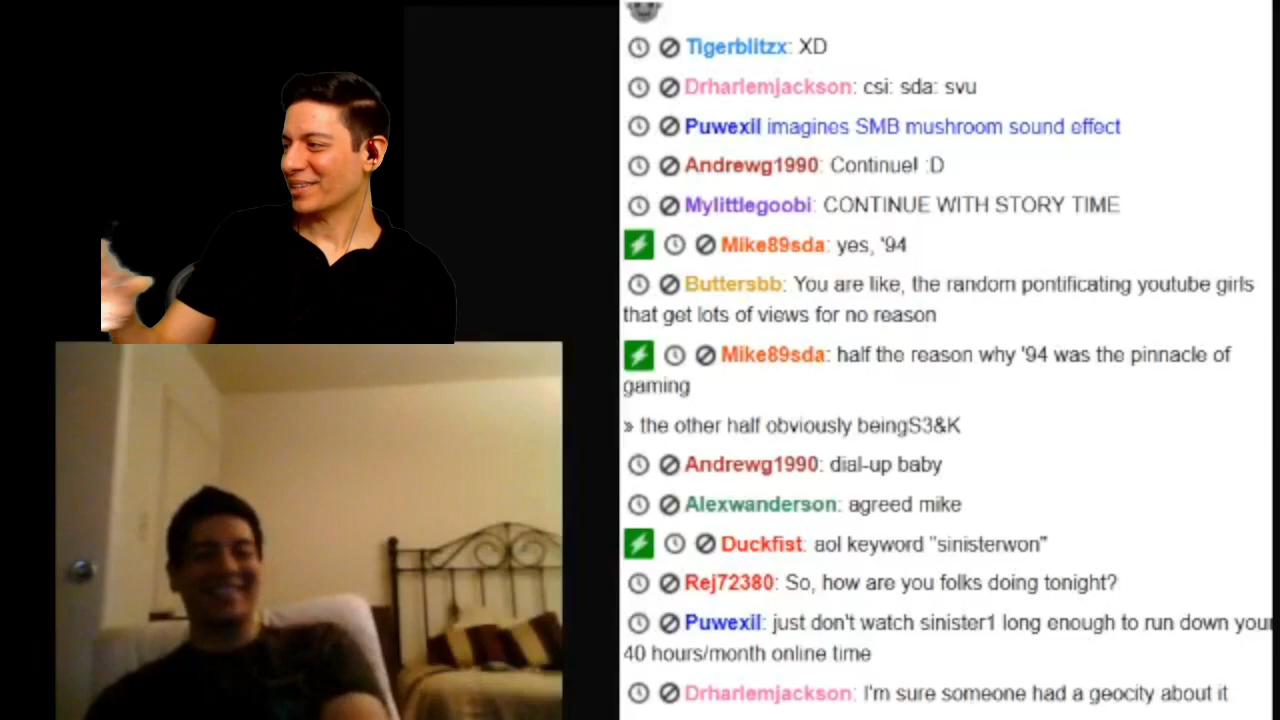 Tigerblitzx: XD
Drharlemjackson: csi: sda: svu
Puwexil imagines SMB mushroom sound effect
Andrewg1990: Continue! :D
Mylittlegoobi: CONTINUE WITH STORY TIME
Mike89sda: yes, '94
Buttersbb: You are like, the random pontificating youtube girls
that get lots of views for no reason
Mike89sda: half the reason why '94 was the pinnacle of
gaming
» the other half obviously beingS3&K
Andrewg1990: dial-up baby
Alexwanderson: agreed mike
Duckfist: aol keyword "sinisterwon"
Rej72380: So, how are you folks doing tonight?
Puwexil: just don't watch sinister1 long enough to run down your
40 hours/month online time
Drharlemjackson: I'm sure someone had a geocity about it